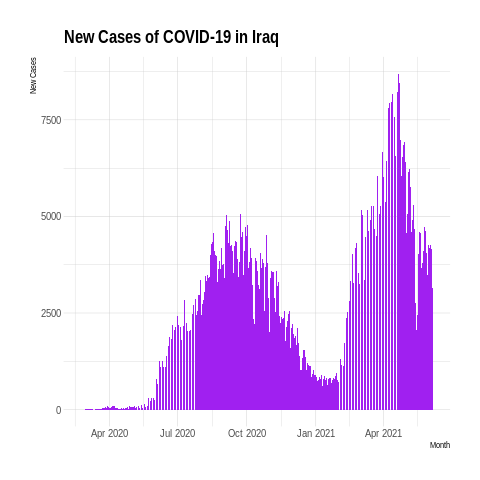 New Cases of COVID-19 in Iraq
New Cases
7500
5000
2500
0
Apr 2020 Jul 2020 Oct 2020 Jan 2021 Apr 2021
Month